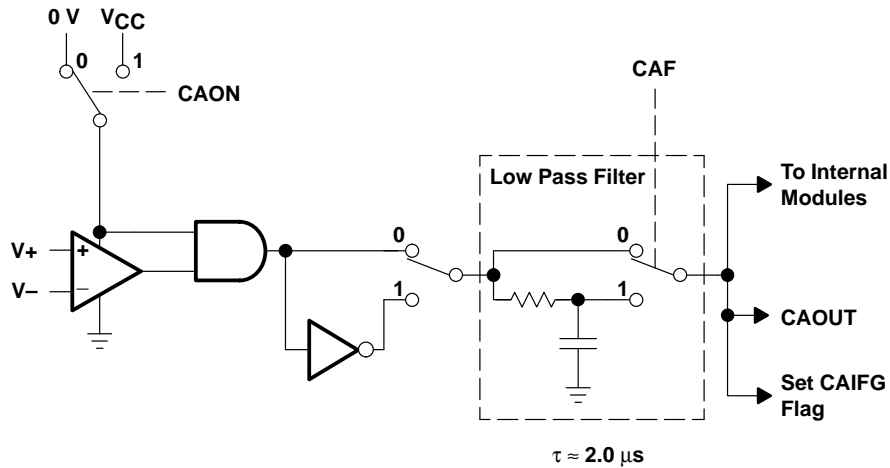 0 V VCC
0 1
CAON
CAF
Low Pass Filter
To Internal
Modules
0 0
V+ +
V− −
1 1
CAOUT
Set CAIFG
Flag
τ ≈ 2.0 μs